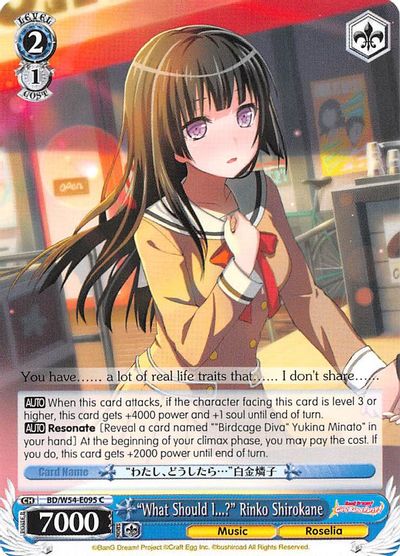 LEVEL
2
1
COST
OPEN
You have…… a lot of real life traits that…… I don't share……
AUTO When this card attacks, if the character facing this card is level 3 or
higher, this card gets +4000 power and +1 soul until end of turn.
AUTO Resonate [Reveal a card named ""Birdcage Diva" Yukina Minato" in
your hand] At the beginning of your climax phase, you may pay the cost. If
you do, this card gets +2000 power until end of turn.
Card Name “わたし、どうしたら…”白金燐子
CH BD/W54-E095 C
7000
"What Should I...?" Rinko Shirokane
Music Roselia
©BanG Dream! Project ©Craft Egg Inc. ©bushiroad All Rights Reserved.